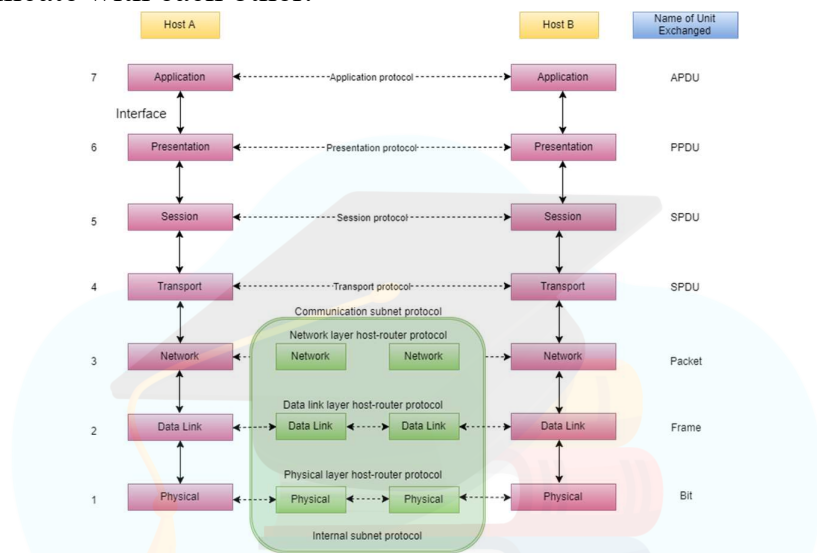 Host A
Host B
Name of Unit
Exchanged
7
Application
Application protocol
Application
APDU
Interface
6
Presentation
Presentation protocol
Presentation
PPDU
5
Session
Session protocol
Session
SPDU
4
Transport
Transport protocol
Transport
SPDU
Communication subnet protocol
Network layer host-router protocol
3
Network
Network
Network
Network
Packet
Data link layer host-router protocol
2
Data Link
Data Link
Data Link
Data Link
Frame
Physical layer host-router protocol
1
Physical
Physical
Physical
Physical
Bit
Internal subnet protocol